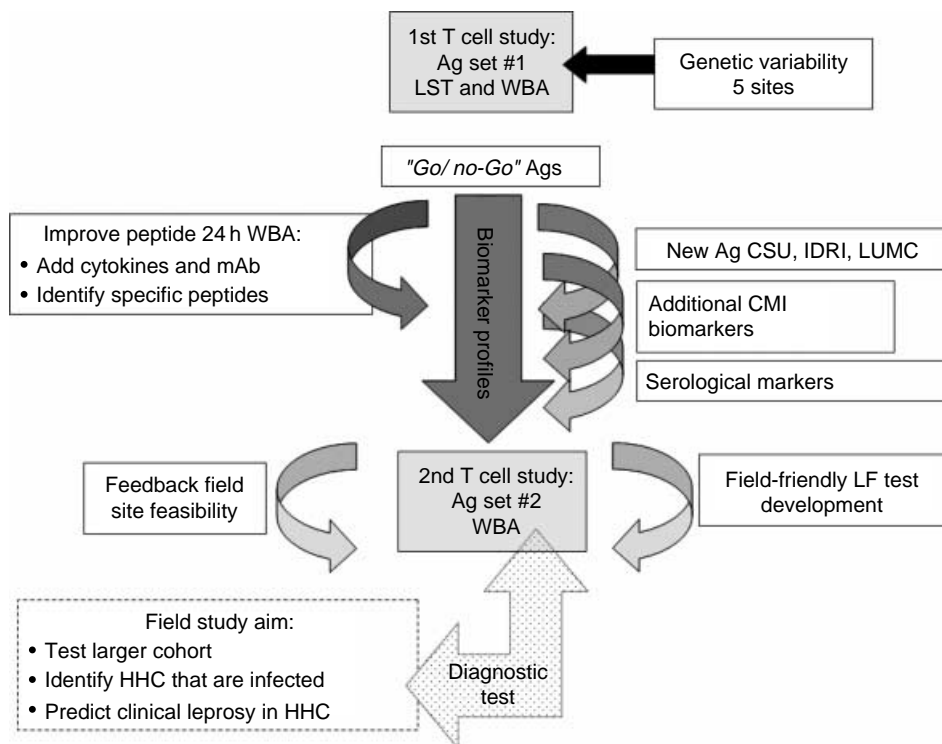 1st T cell study:
Ag set #1
LST and WBA
Genetic variability
5 sites
"Go/ no-Go" Ags
Improve peptide 24 h WBA:
• Add cytokines and mAb
• Identify specific peptides
Biomarker profiles
New Ag CSU, IDRI, LUMC
Additional CMI
biomarkers
Serological markers
Feedback field
site feasibility
2nd T cell study:
Ag set #2
WBA
Field-friendly LF test
development
Field study aim:
• Test larger cohort
• Identify HHC that are infected
• Predict clinical leprosy in HHC
Diagnostic
test